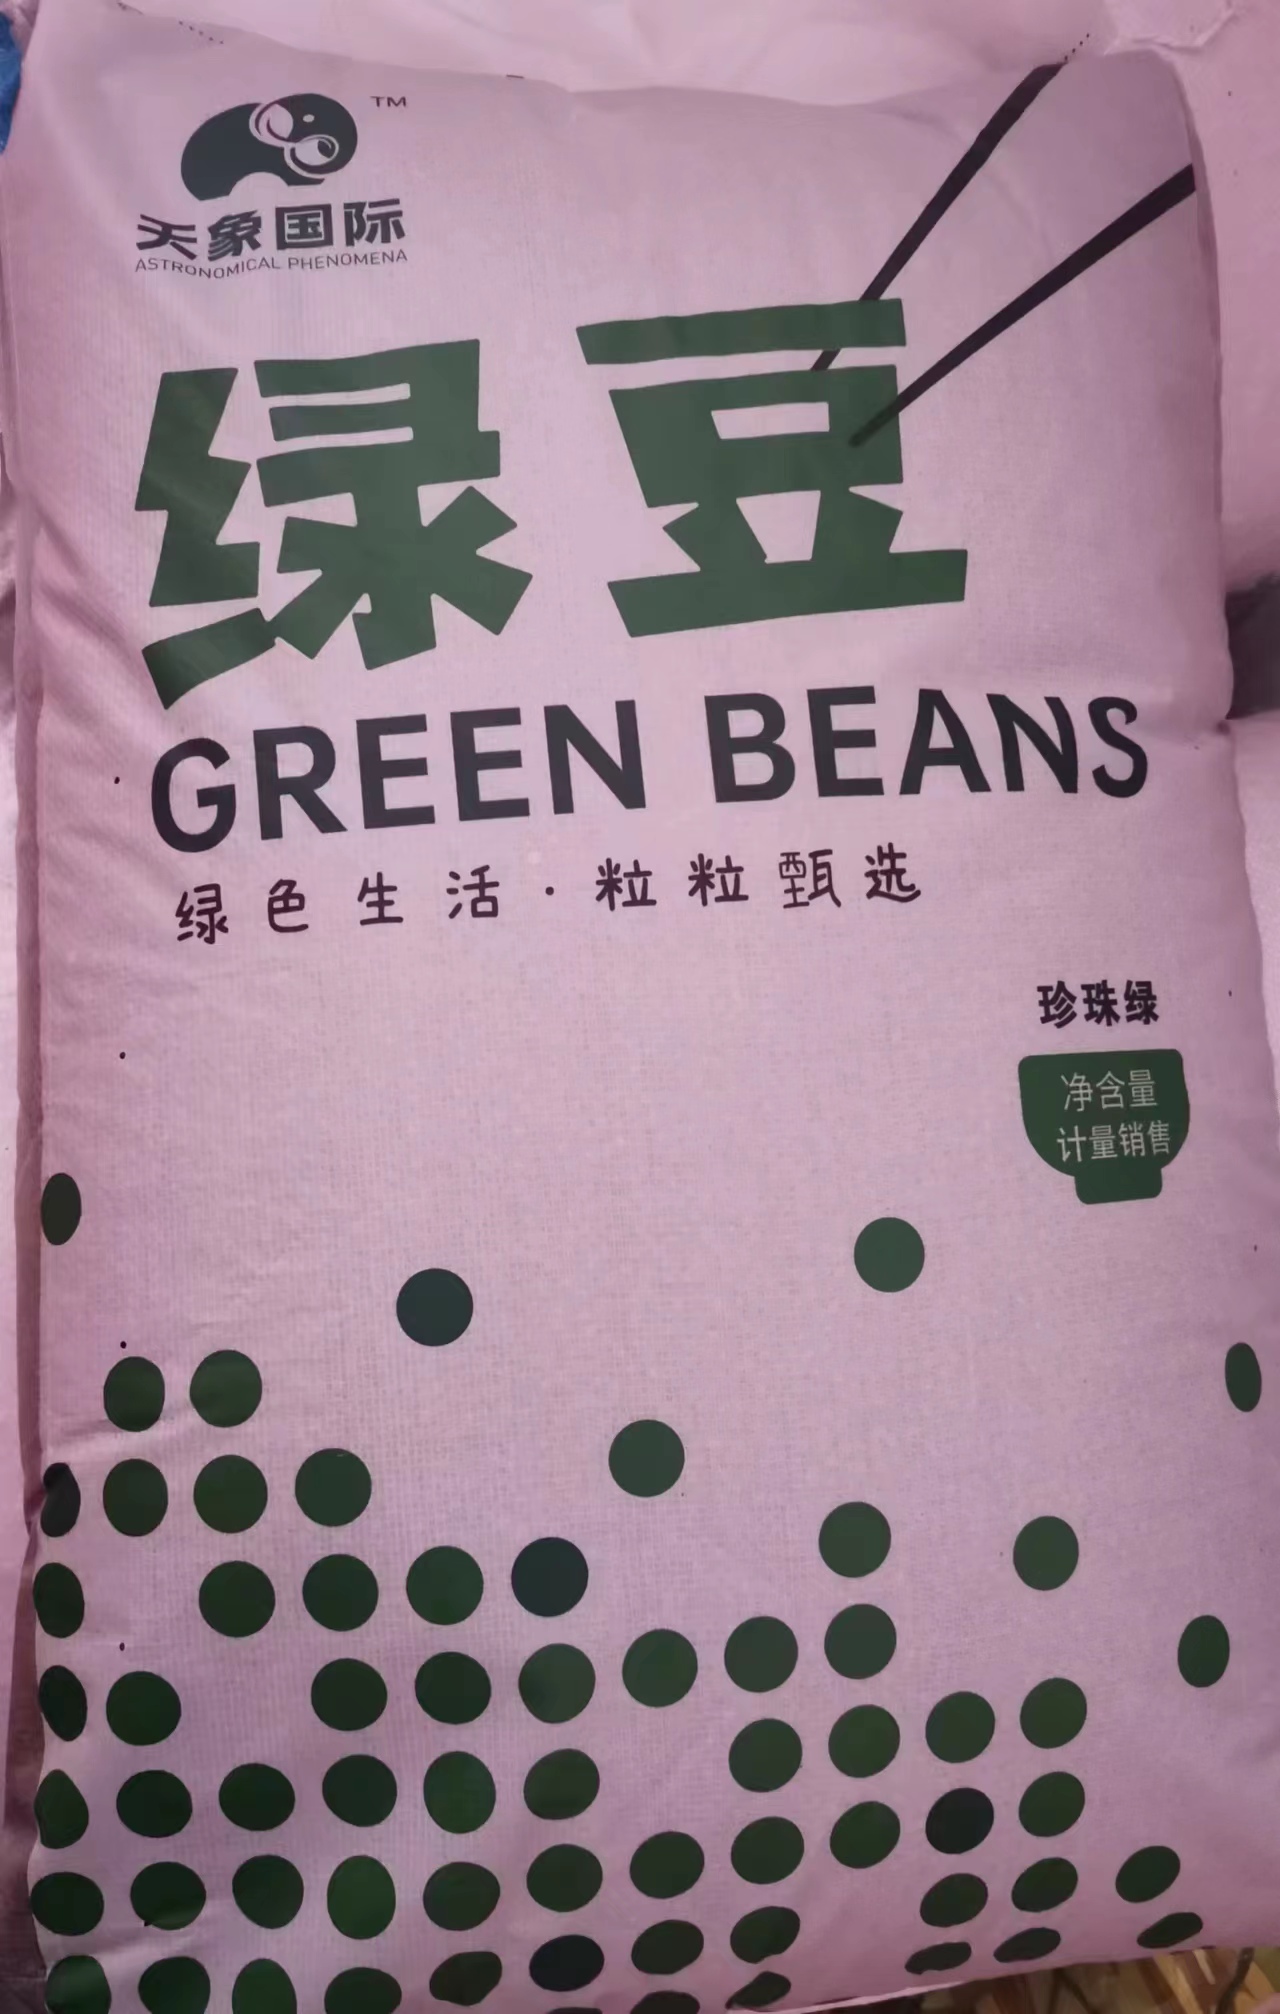 TM
天象国际
ASTRONOMICAL PHENOMENA
绿豆
GREEN BEANS
绿色生活·粒粒甄选
珍珠绿
净含量
计量销售